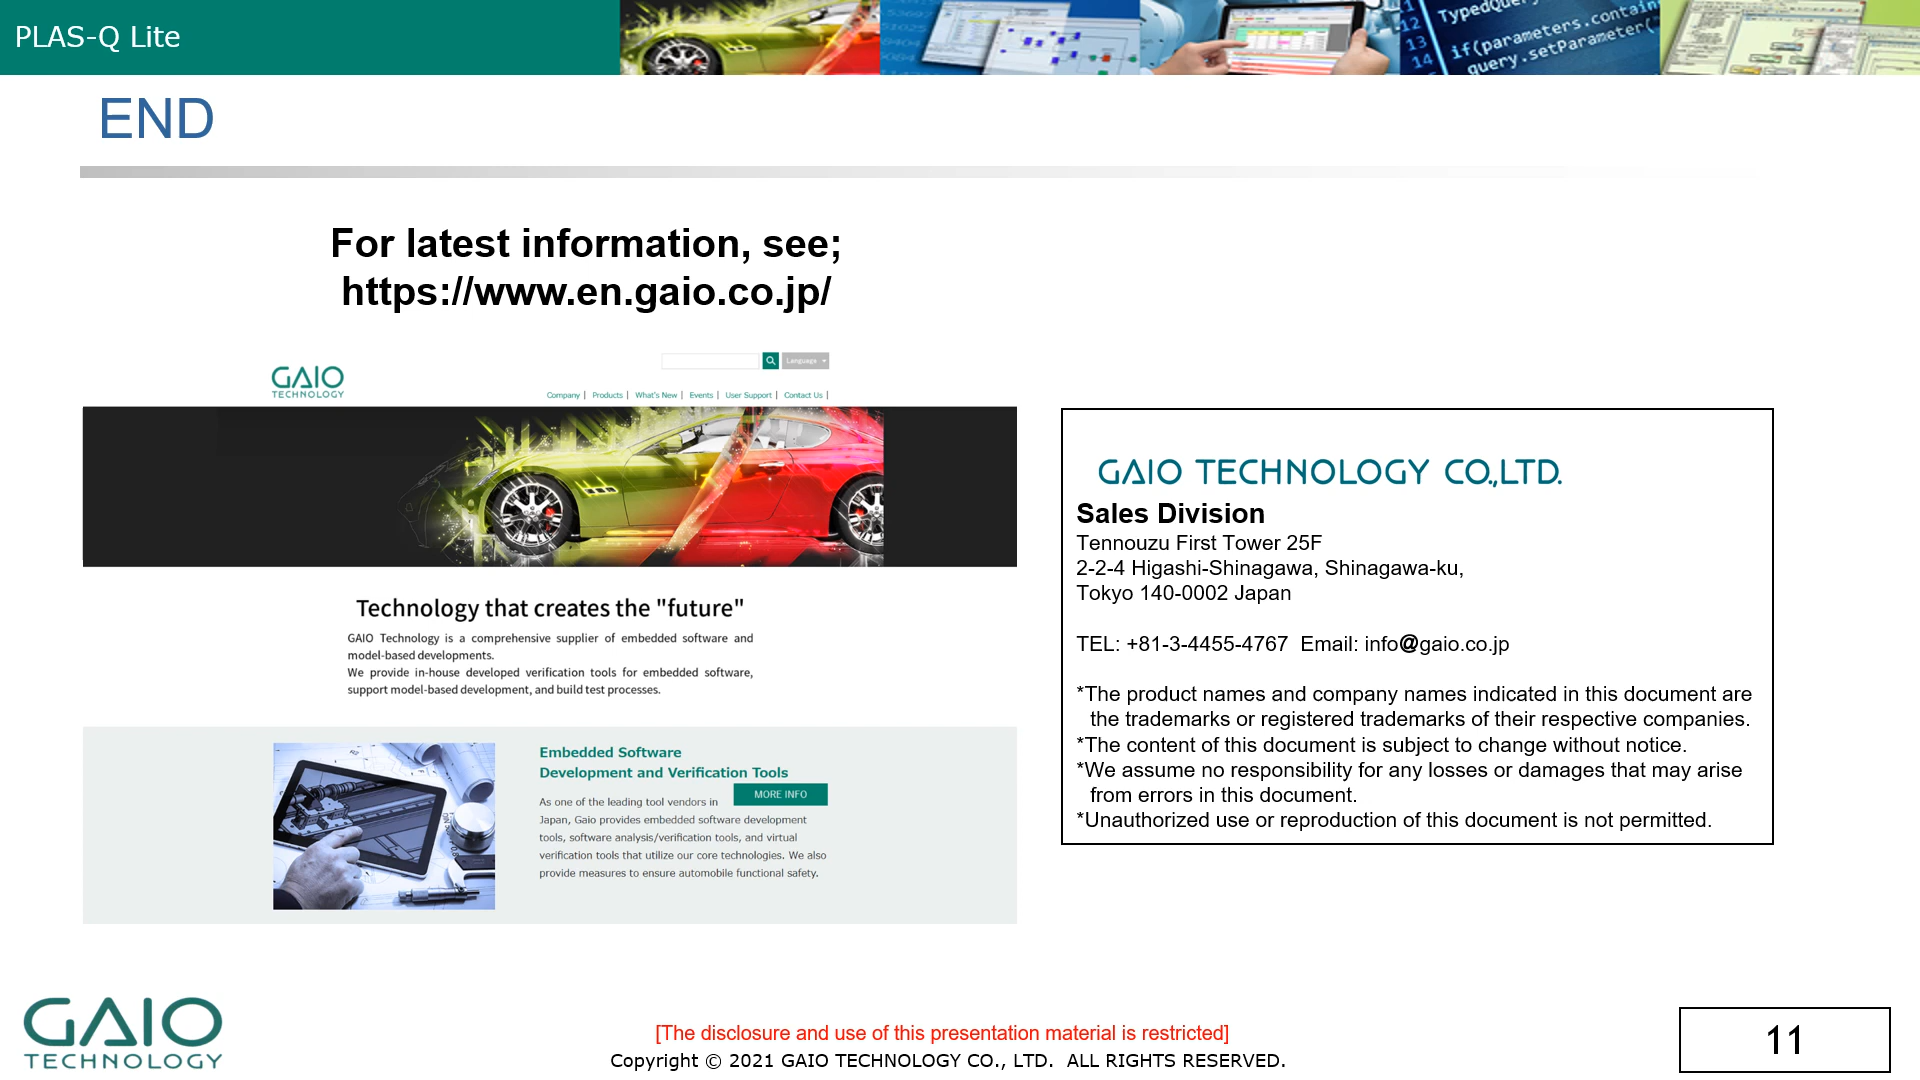 PLAS-Q Lite
12
13
14
TypedQuer
if(parameters.contain
query.setParameter("
END
For latest information, see;
https://www.en.gaio.co.jp/
GAIO
TECHNOLOGY
Language
Company | Products | What's New | Events | User Support | Contact Us |
Technology that creates the "future"
GAIO Technology is a comprehensive supplier of embedded software and
model-based developments.
We provide in-house developed verification tools for embedded software,
support model-based development, and build test processes.
Embedded Software
Development and Verification Tools
MORE INFO
As one of the leading tool vendors in
Japan, Gaio provides embedded software development
tools, software analysis/verification tools, and virtual
verification tools that utilize our core technologies. We also
provide measures to ensure automobile functional safety.
GAIO TECHNOLOGY CO.,LTD.
Sales Division
Tennouzu First Tower 25F
2-2-4 Higashi-Shinagawa, Shinagawa-ku,
Tokyo 140-0002 Japan
TEL: +81-3-4455-4767  Email: info@gaio.co.jp
*The product names and company names indicated in this document are
the trademarks or registered trademarks of their respective companies.
*The content of this document is subject to change without notice.
*We assume no responsibility for any losses or damages that may arise
from errors in this document.
*Unauthorized use or reproduction of this document is not permitted.
GAIO
TECHNOLOGY
[The disclosure and use of this presentation material is restricted]
Copyright © 2021 GAIO TECHNOLOGY CO., LTD.  ALL RIGHTS RESERVED.
11